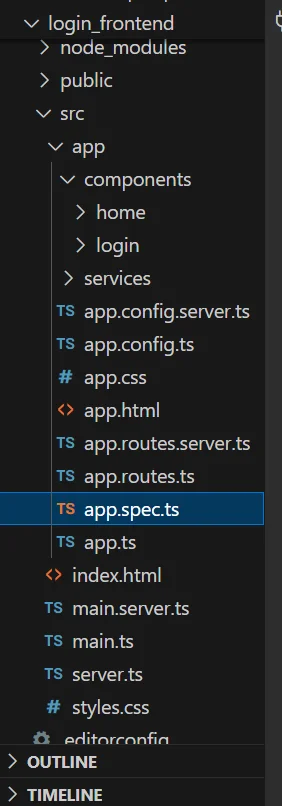 login_frontend
node_modules
public
src
app
components
home
login
services
TS app.config.server.ts
TS app.config.ts
# app.css
<> app.html
TS app.routes.server.ts
TS app.routes.ts
TS app.spec.ts
TS app.ts
<> index.html
TS main.server.ts
TS main.ts
TS server.ts
# styles.css
.editorconfig
OUTLINE
TIMELINE